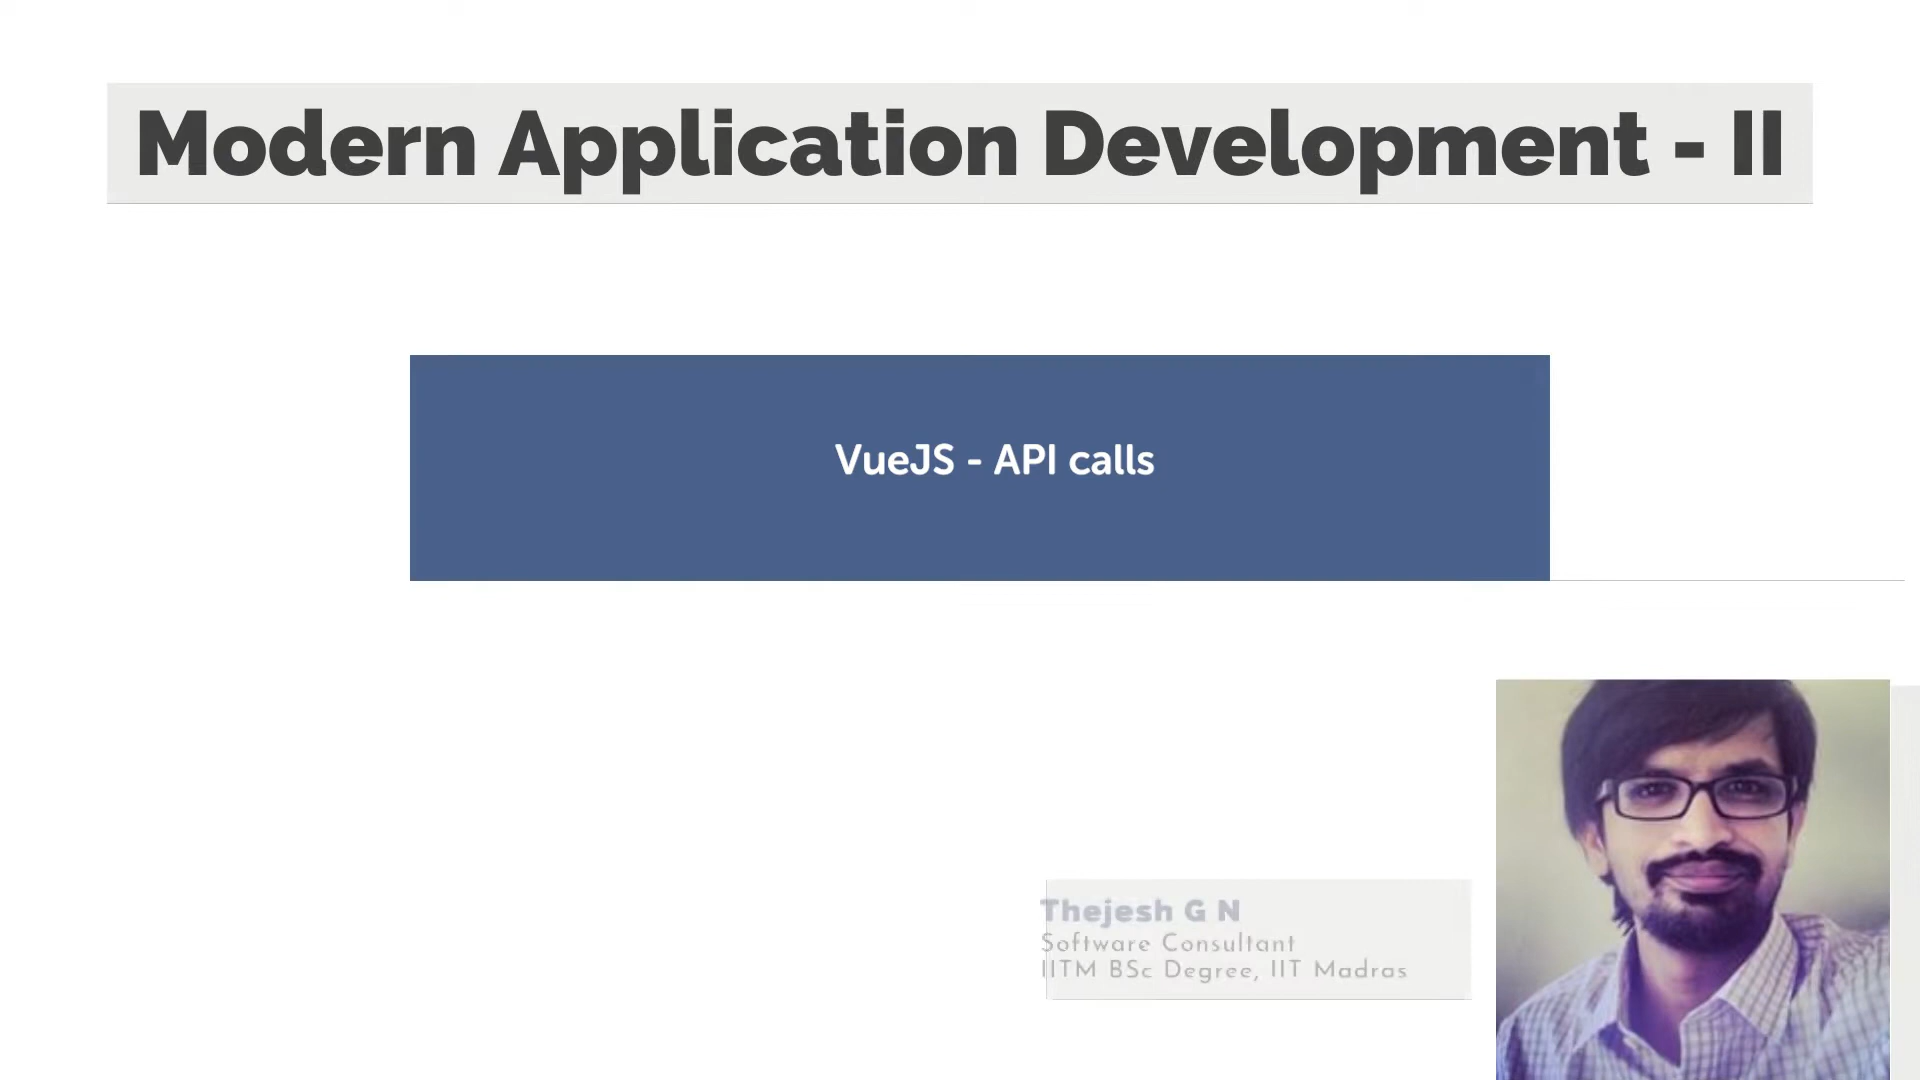 Modern Application Development - II
VueJS - API calls
Thejesh G N
Software Consultant
IITM BSc Degree, IIT Madras